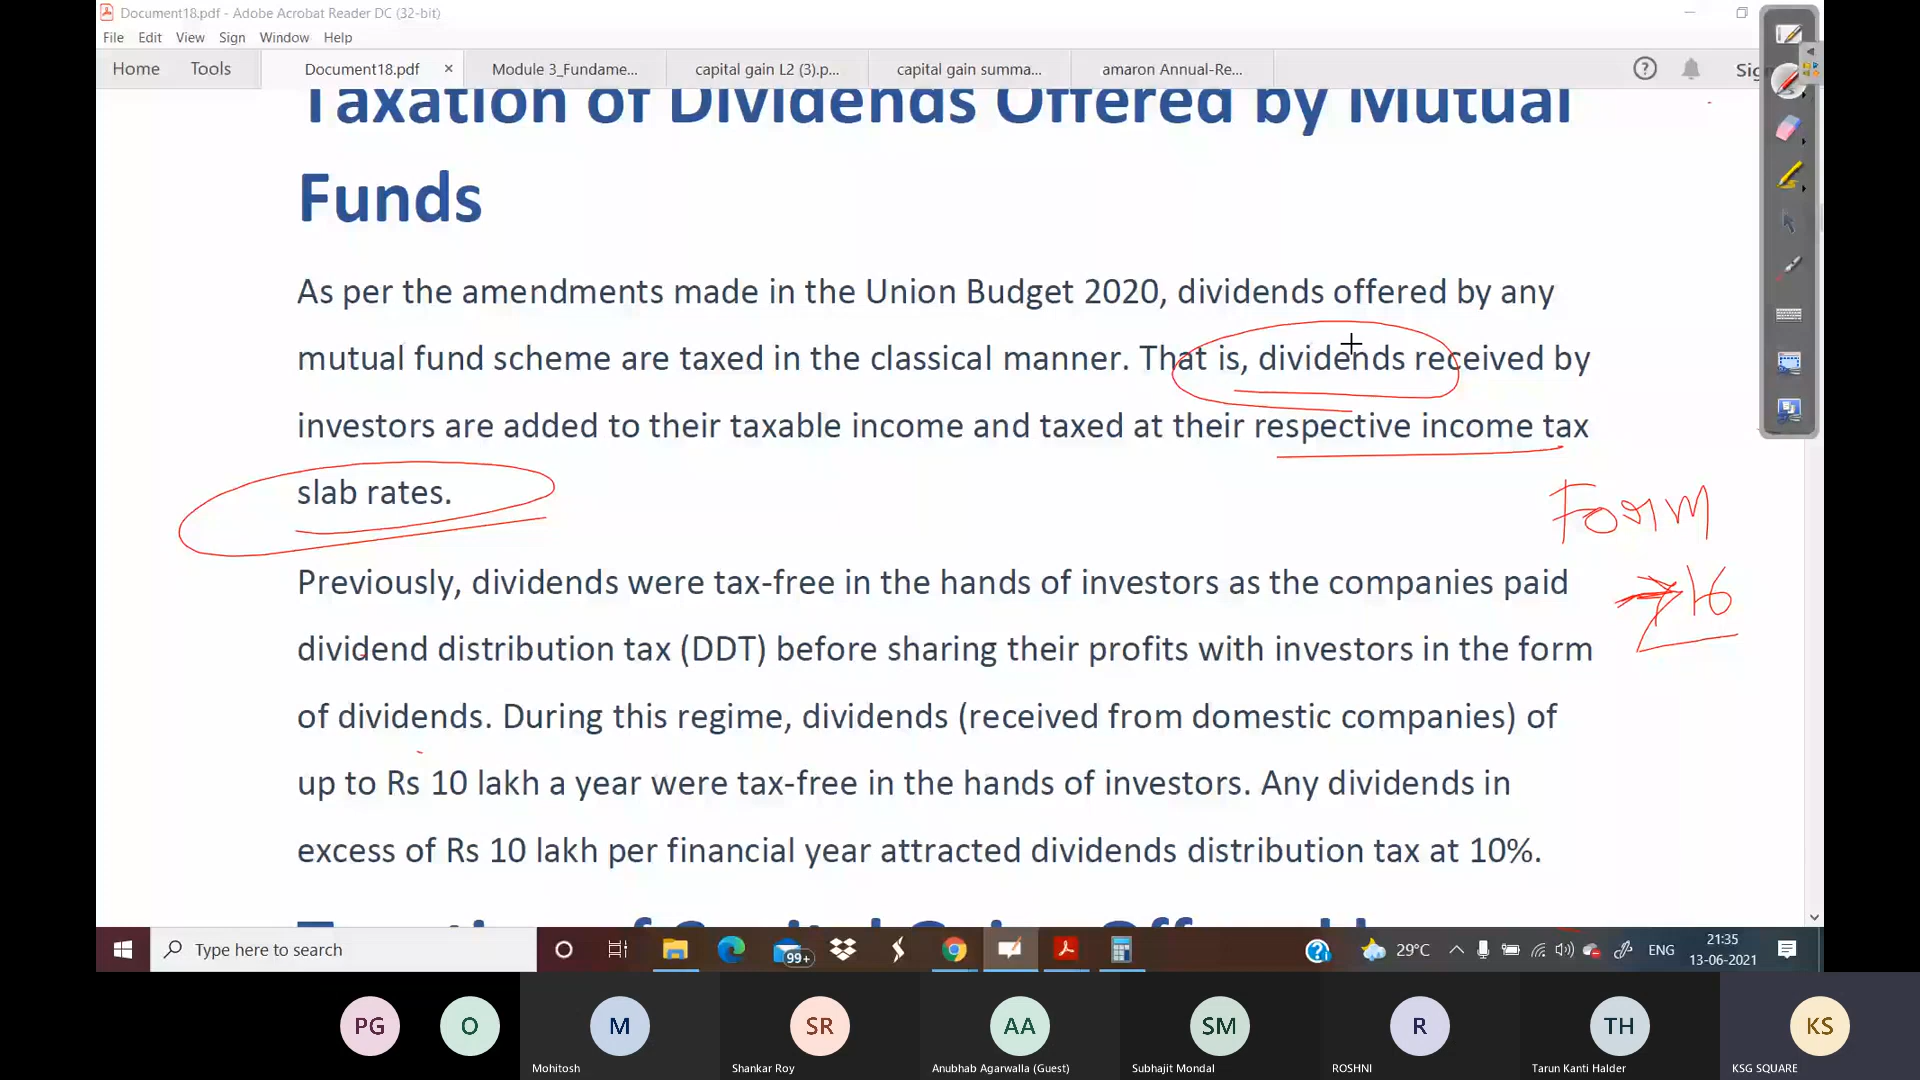 Document18.pdf - Adobe Acrobat Reader DC (32-bit)
File Edit View Sign Window Help
Home Tools Document18.pdf × Module 3_Fundame... capital gain L2 (3).p... capital gain summa... amaron Annual-Re...
Taxation of Dividends Offered by Mutual
Funds
As per the amendments made in the Union Budget 2020, dividends offered by any
mutual fund scheme are taxed in the classical manner. That is, dividends received by
investors are added to their taxable income and taxed at their respective income tax
slab rates.
Form
16
Previously, dividends were tax-free in the hands of investors as the companies paid
dividend distribution tax (DDT) before sharing their profits with investors in the form
of dividends. During this regime, dividends (received from domestic companies) of
up to Rs 10 lakh a year were tax-free in the hands of investors. Any dividends in
excess of Rs 10 lakh per financial year attracted dividends distribution tax at 10%.
Type here to search 99+ 29°C ENG 21:35
13-06-2021
PG O M SR AA SM R TH KS
Mohitosh Shankar Roy Anubhab Agarwalla (Guest) Subhajit Mondal ROSHNI Tarun Kanti Halder KSG SQUARE